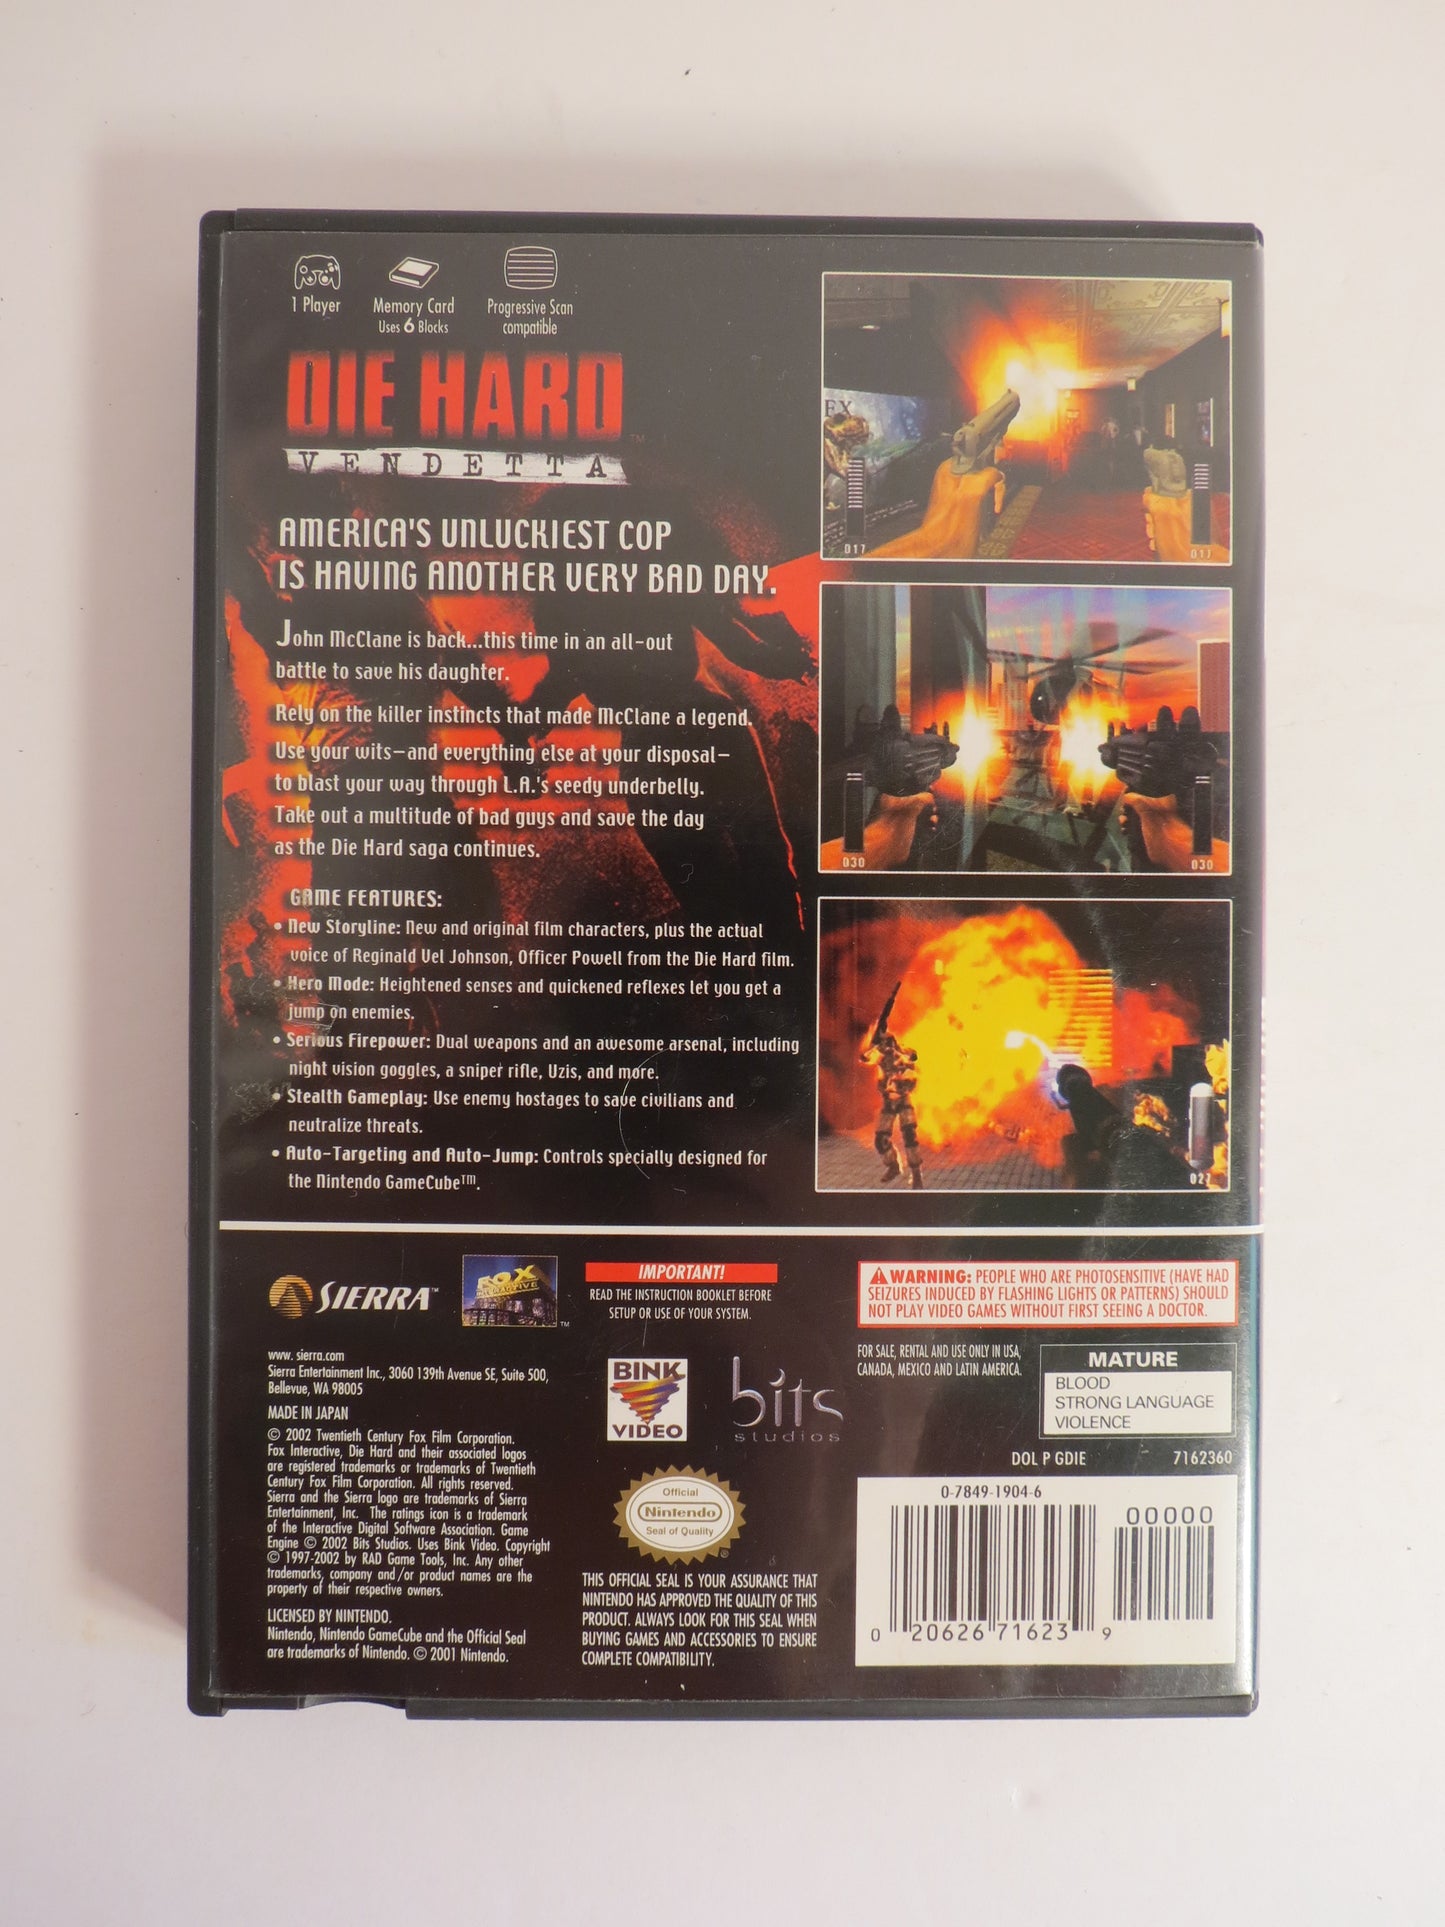 1 Player
Memory Card
Uses 6 Blocks
Progressive Scan
compatible
DIE HARD™
VENDETTA
AMERICA'S UNLUCKIEST COP
IS HAVING ANOTHER VERY BAD DAY.
John McClane is back...this time in an all-out
battle to save his daughter.
Rely on the killer instincts that made McClane a legend.
Use your wits—and everything else at your disposal—
to blast your way through L.A.'s seedy underbelly.
Take out a multitude of bad guys and save the day
as the Die Hard saga continues.
GAME FEATURES:
• New Storyline: New and original film characters, plus the actual
voice of Reginald Vel Johnson, Officer Powell from the Die Hard film.
• Hero Mode: Heightened senses and quickened reflexes let you get a
jump on enemies.
• Serious Firepower: Dual weapons and an awesome arsenal, including
night vision goggles, a sniper rifle, Uzis, and more.
• Stealth Gameplay: Use enemy hostages to save civilians and
neutralize threats.
• Auto-Targeting and Auto-Jump: Controls specially designed for
the Nintendo GameCube™.
EX
017
017
030
030
027
SIERRA™
FOX
INTERACTIVE
™
www.sierra.com
Sierra Entertainment Inc., 3060 139th Avenue SE, Suite 500,
Bellevue, WA 98005
MADE IN JAPAN
© 2002 Twentieth Century Fox Film Corporation.
Fox Interactive, Die Hard and their associated logos
are registered trademarks or trademarks of Twentieth
Century Fox Film Corporation. All rights reserved.
Sierra and the Sierra logo are trademarks of Sierra
Entertainment, Inc. The ratings icon is a trademark
of the Interactive Digital Software Association. Game
Engine © 2002 Bits Studios. Uses Bink Video. Copyright
© 1997-2002 by RAD Game Tools, Inc. Any other
trademarks, company and/or product names are the
property of their respective owners.
LICENSED BY NINTENDO.
Nintendo, Nintendo GameCube and the Official Seal
are trademarks of Nintendo. © 2001 Nintendo.
IMPORTANT!
READ THE INSTRUCTION BOOKLET BEFORE
SETUP OR USE OF YOUR SYSTEM.
BINK
VIDEO
bits
studios
Official
Nintendo
Seal of Quality
®
THIS OFFICIAL SEAL IS YOUR ASSURANCE THAT
NINTENDO HAS APPROVED THE QUALITY OF THIS
PRODUCT. ALWAYS LOOK FOR THIS SEAL WHEN
BUYING GAMES AND ACCESSORIES TO ENSURE
COMPLETE COMPATIBILITY.
WARNING: PEOPLE WHO ARE PHOTOSENSITIVE (HAVE HAD
SEIZURES INDUCED BY FLASHING LIGHTS OR PATTERNS) SHOULD
NOT PLAY VIDEO GAMES WITHOUT FIRST SEEING A DOCTOR.
FOR SALE, RENTAL AND USE ONLY IN USA,
CANADA, MEXICO AND LATIN AMERICA.
MATURE
BLOOD
STRONG LANGUAGE
VIOLENCE
DOL P GDIE
7162360
0-7849-1904-6
00000
0 20626 71623 9